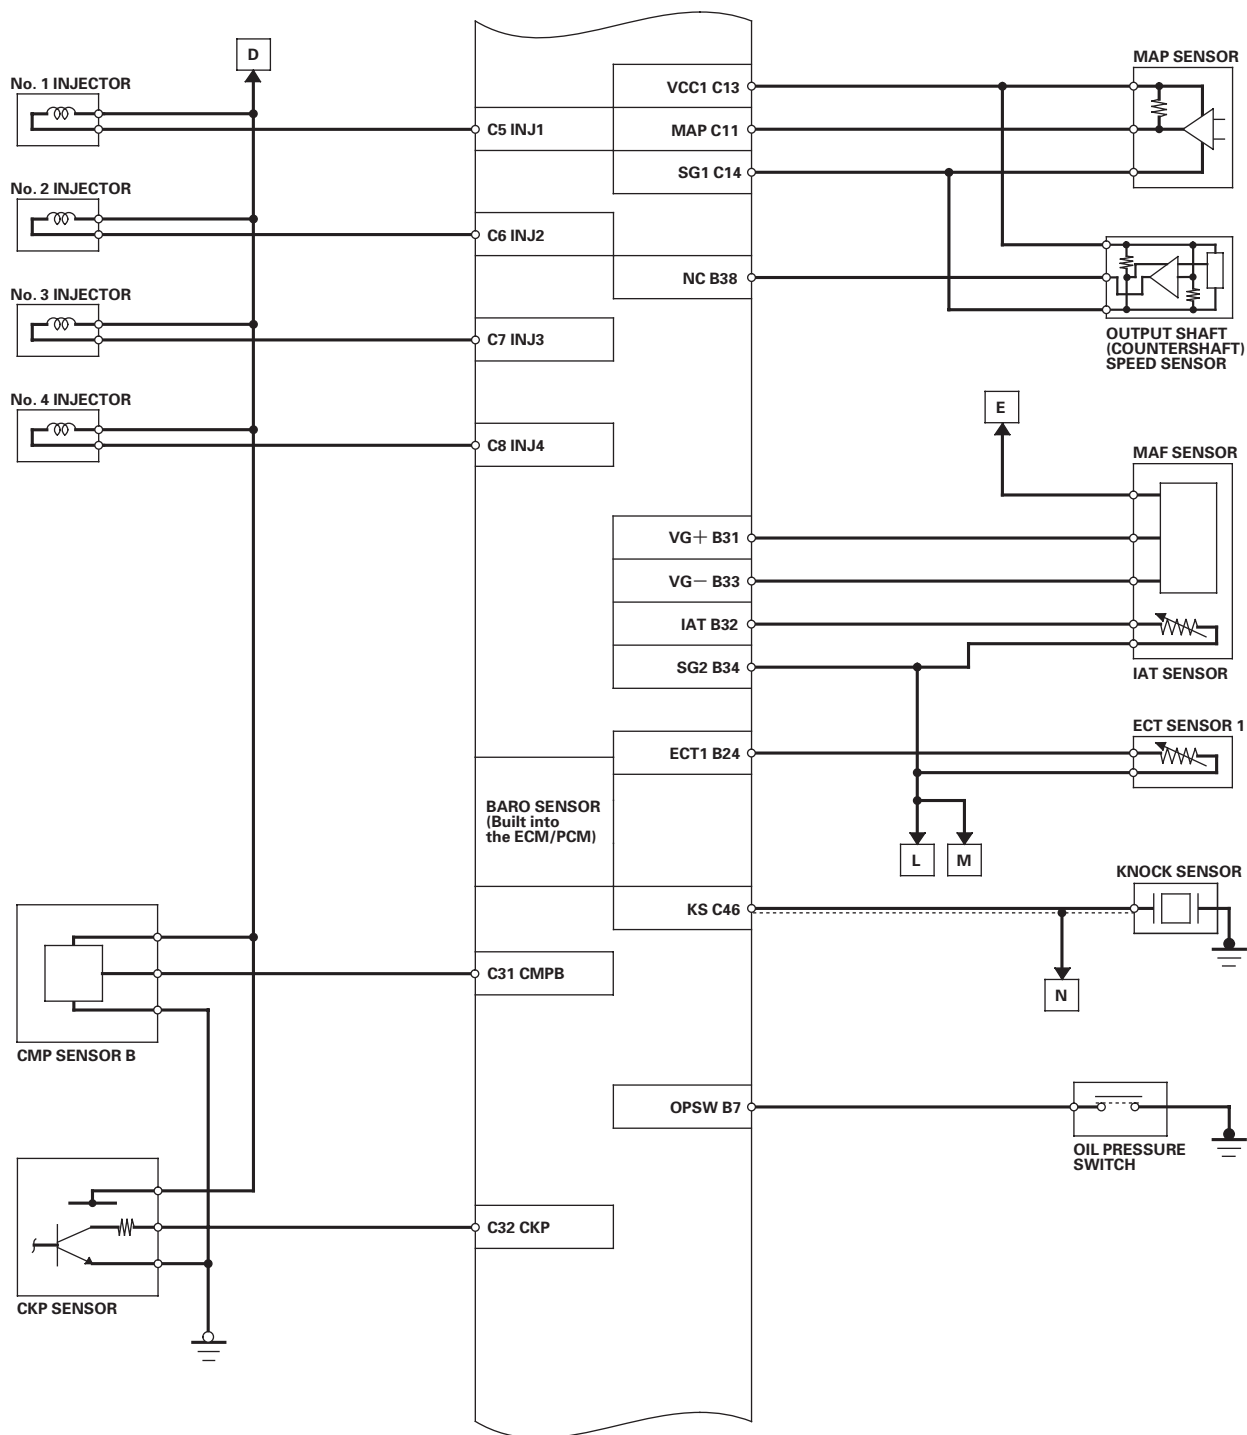 D
No. 1 INJECTOR
C5 INJ1
No. 2 INJECTOR
C6 INJ2
No. 3 INJECTOR
C7 INJ3
No. 4 INJECTOR
C8 INJ4
BARO SENSOR
(Built into
the ECM/PCM)
C31 CMPB
CMP SENSOR B
C32 CKP
CKP SENSOR
VCC1 C13
MAP C11
SG1 C14
NC B38
VG+ B31
VG− B33
IAT B32
SG2 B34
ECT1 B24
KS C46
OPSW B7
MAP SENSOR
OUTPUT SHAFT
(COUNTERSHAFT)
SPEED SENSOR
E
MAF SENSOR
IAT SENSOR
ECT SENSOR 1
L
M
KNOCK SENSOR
N
OIL PRESSURE
SWITCH